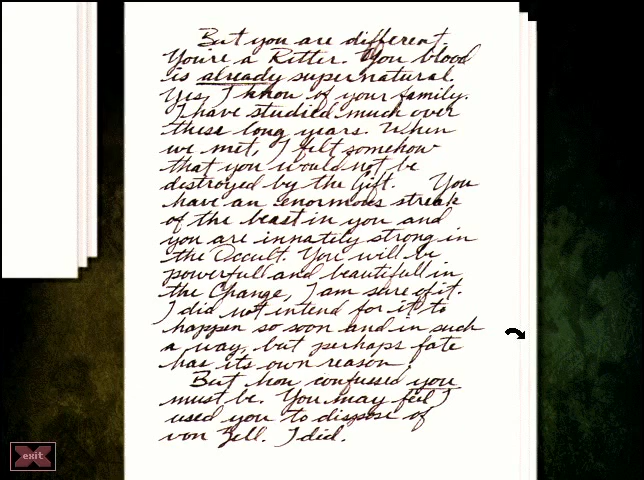 But you are different.
You're a Ritter. You blood
is already supernatural.
Yes, I know of your family.
I have studied much over
these long years. When
we met, I felt somehow
that you would not be
destroyed by the Gift. You
have an enormous streak
of the beast in you and
you are innately strong in
the Occult. You will be
powerfull and beautifull in
the Change, I am sure of it.
I did not intend for it to
happen so soon and in such
a way, but perhaps fate
has its own reason.
But how confused you
must be. You may feel I
used you to dispose of
von Zell. I did.
exit